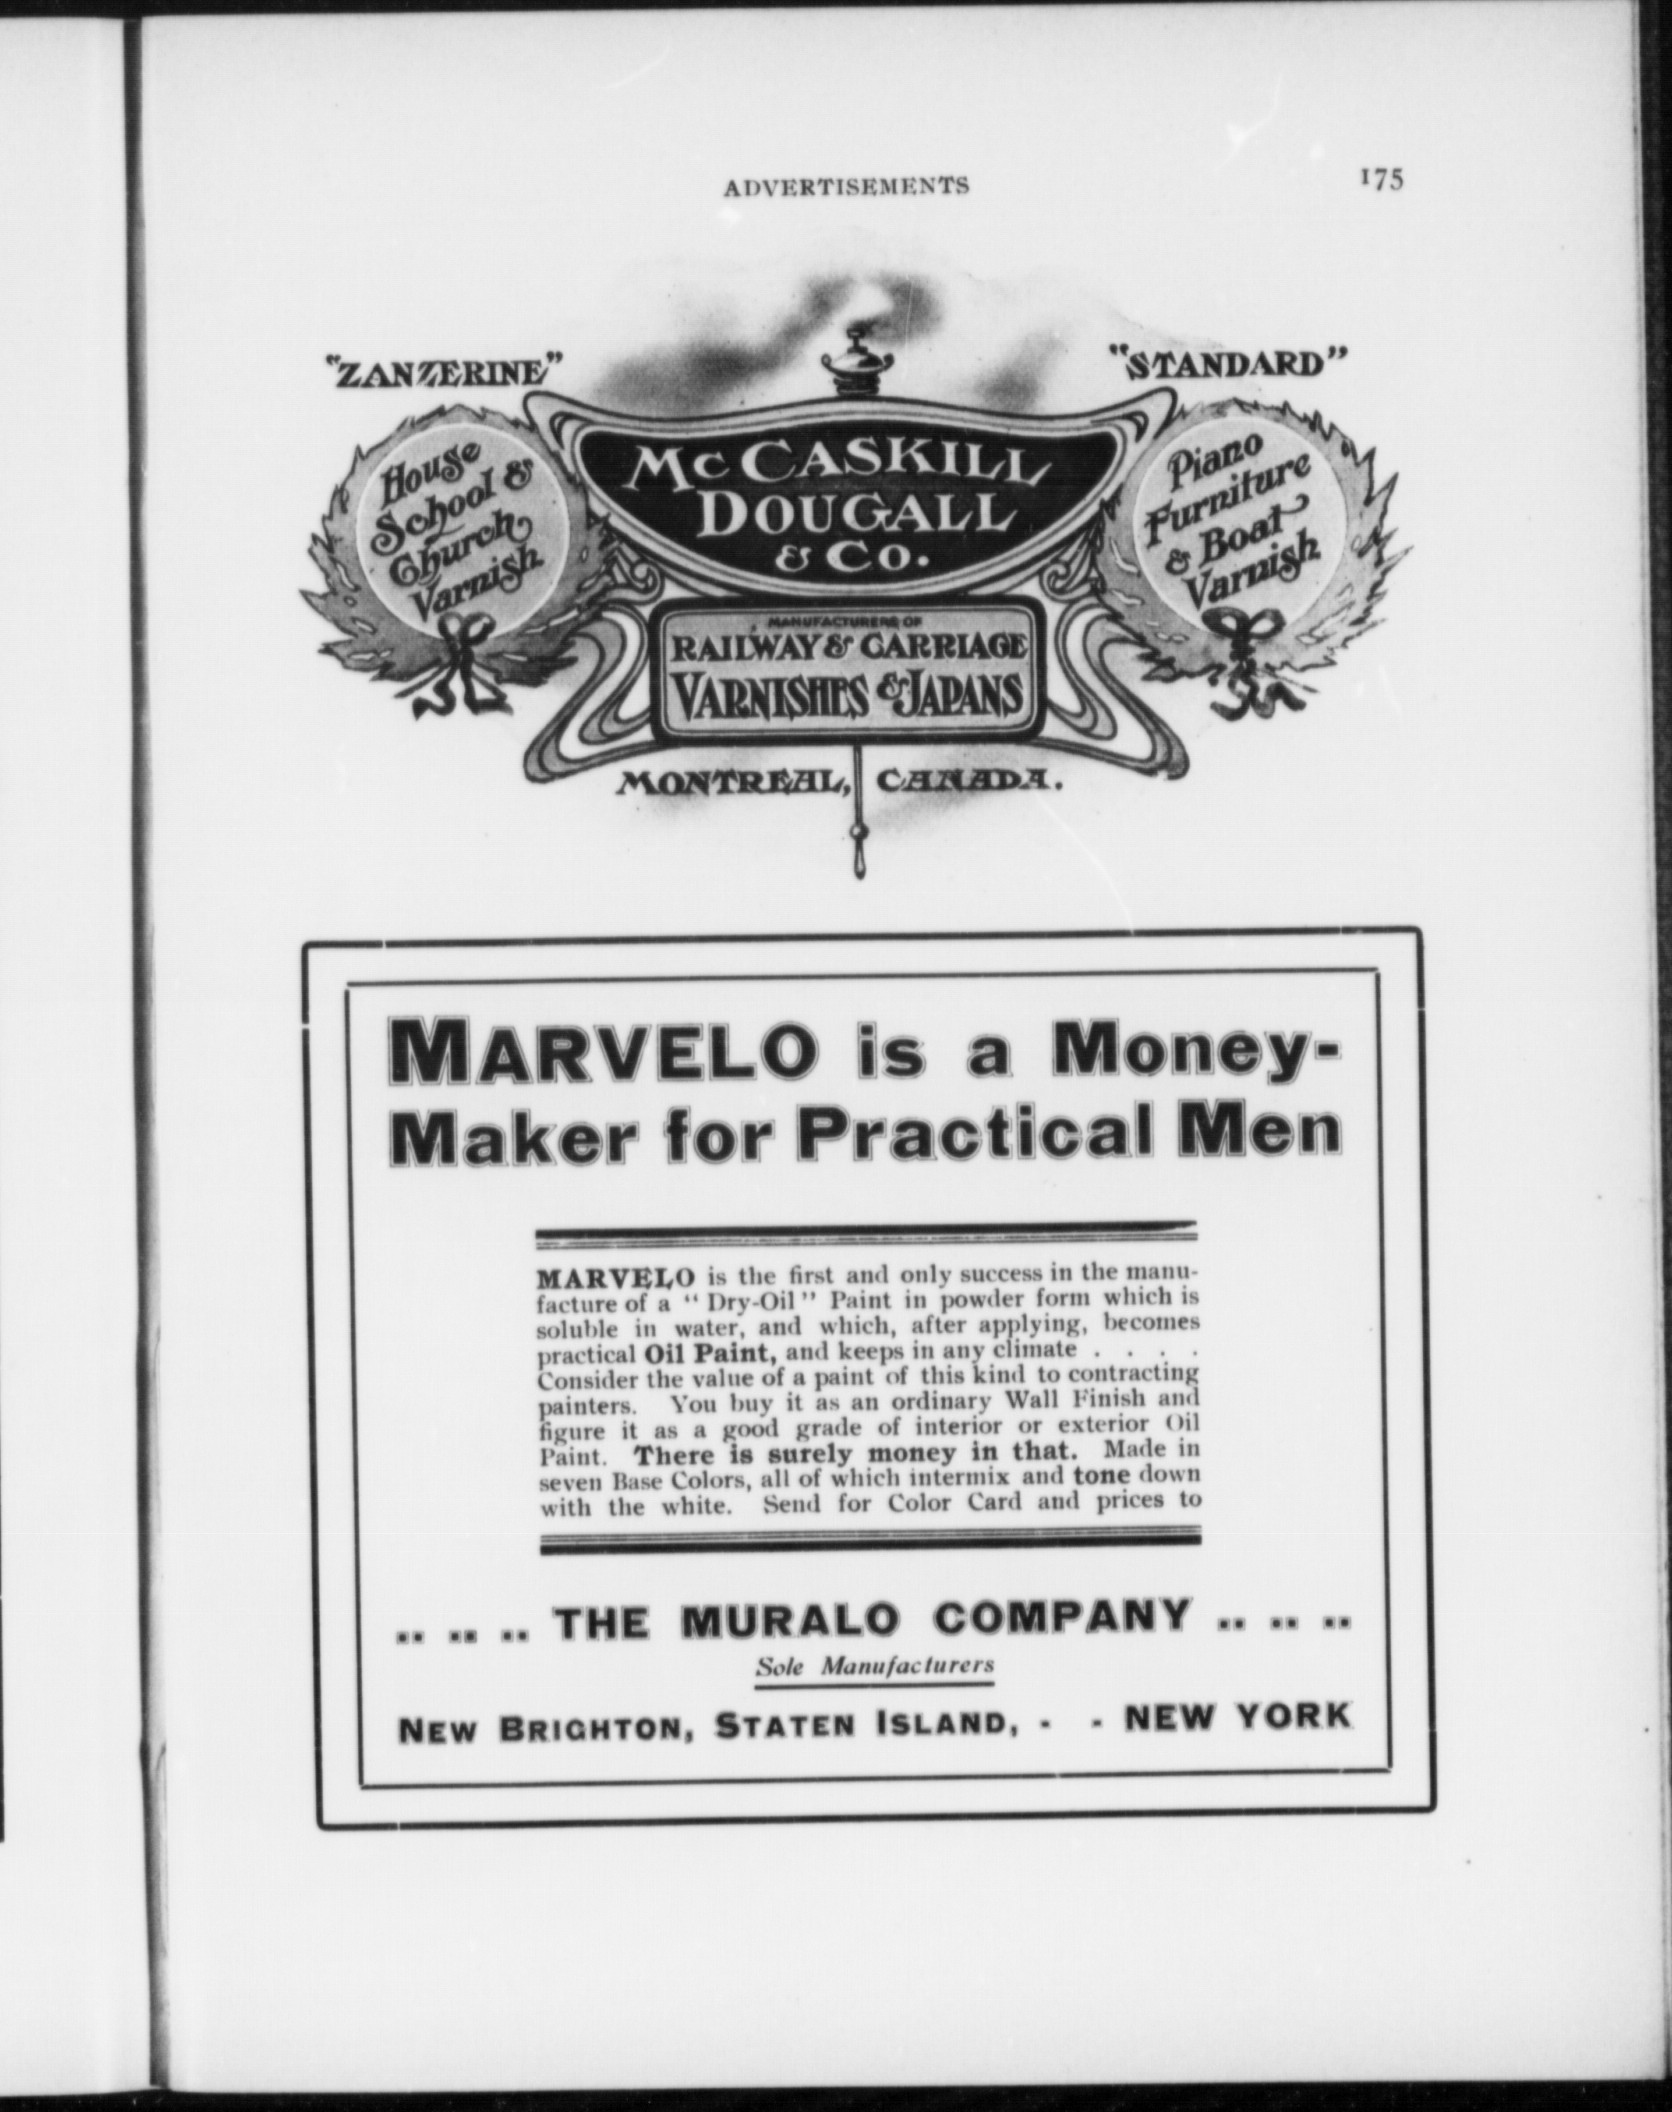 ADVERTISEMENTS 175
"ZANZERINE"
"STANDARD"
House
School &
Church
Varnish
McCASKILL
DOUGALL
& Co.
Piano
Furniture
& Boat
Varnish
MANUFACTURERS OF
RAILWAY & CARRIAGE
VARNISHES & JAPANS
MONTREAL, CANADA.
MARVELO is a Money-
Maker for Practical Men
MARVELO is the first and only success in the manu-
facture of a "Dry-Oil" Paint in powder form which is
soluble in water, and which, after applying, becomes
practical Oil Paint, and keeps in any climate . . . .
Consider the value of a paint of this kind to contracting
painters. You buy it as an ordinary Wall Finish and
figure it as a good grade of interior or exterior Oil
Paint. There is surely money in that. Made in
seven Base Colors, all of which intermix and tone down
with the white. Send for Color Card and prices to
.. .. .. THE MURALO COMPANY .. .. ..
Sole Manufacturers
NEW BRIGHTON, STATEN ISLAND, - - NEW YORK